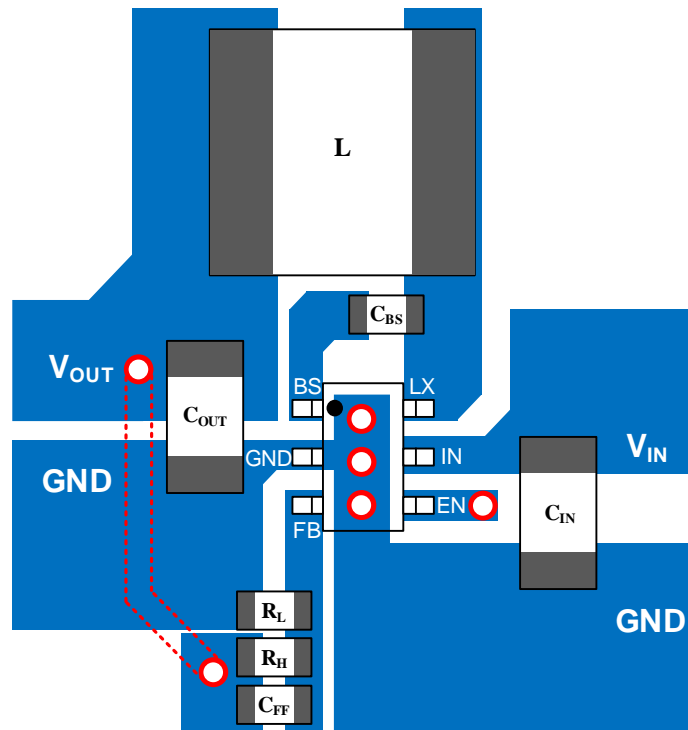 L
C_BS
V_OUT
BS
LX
C_OUT
GND
IN
V_IN
GND
EN
C_IN
FB
R_L
GND
R_H
C_FF